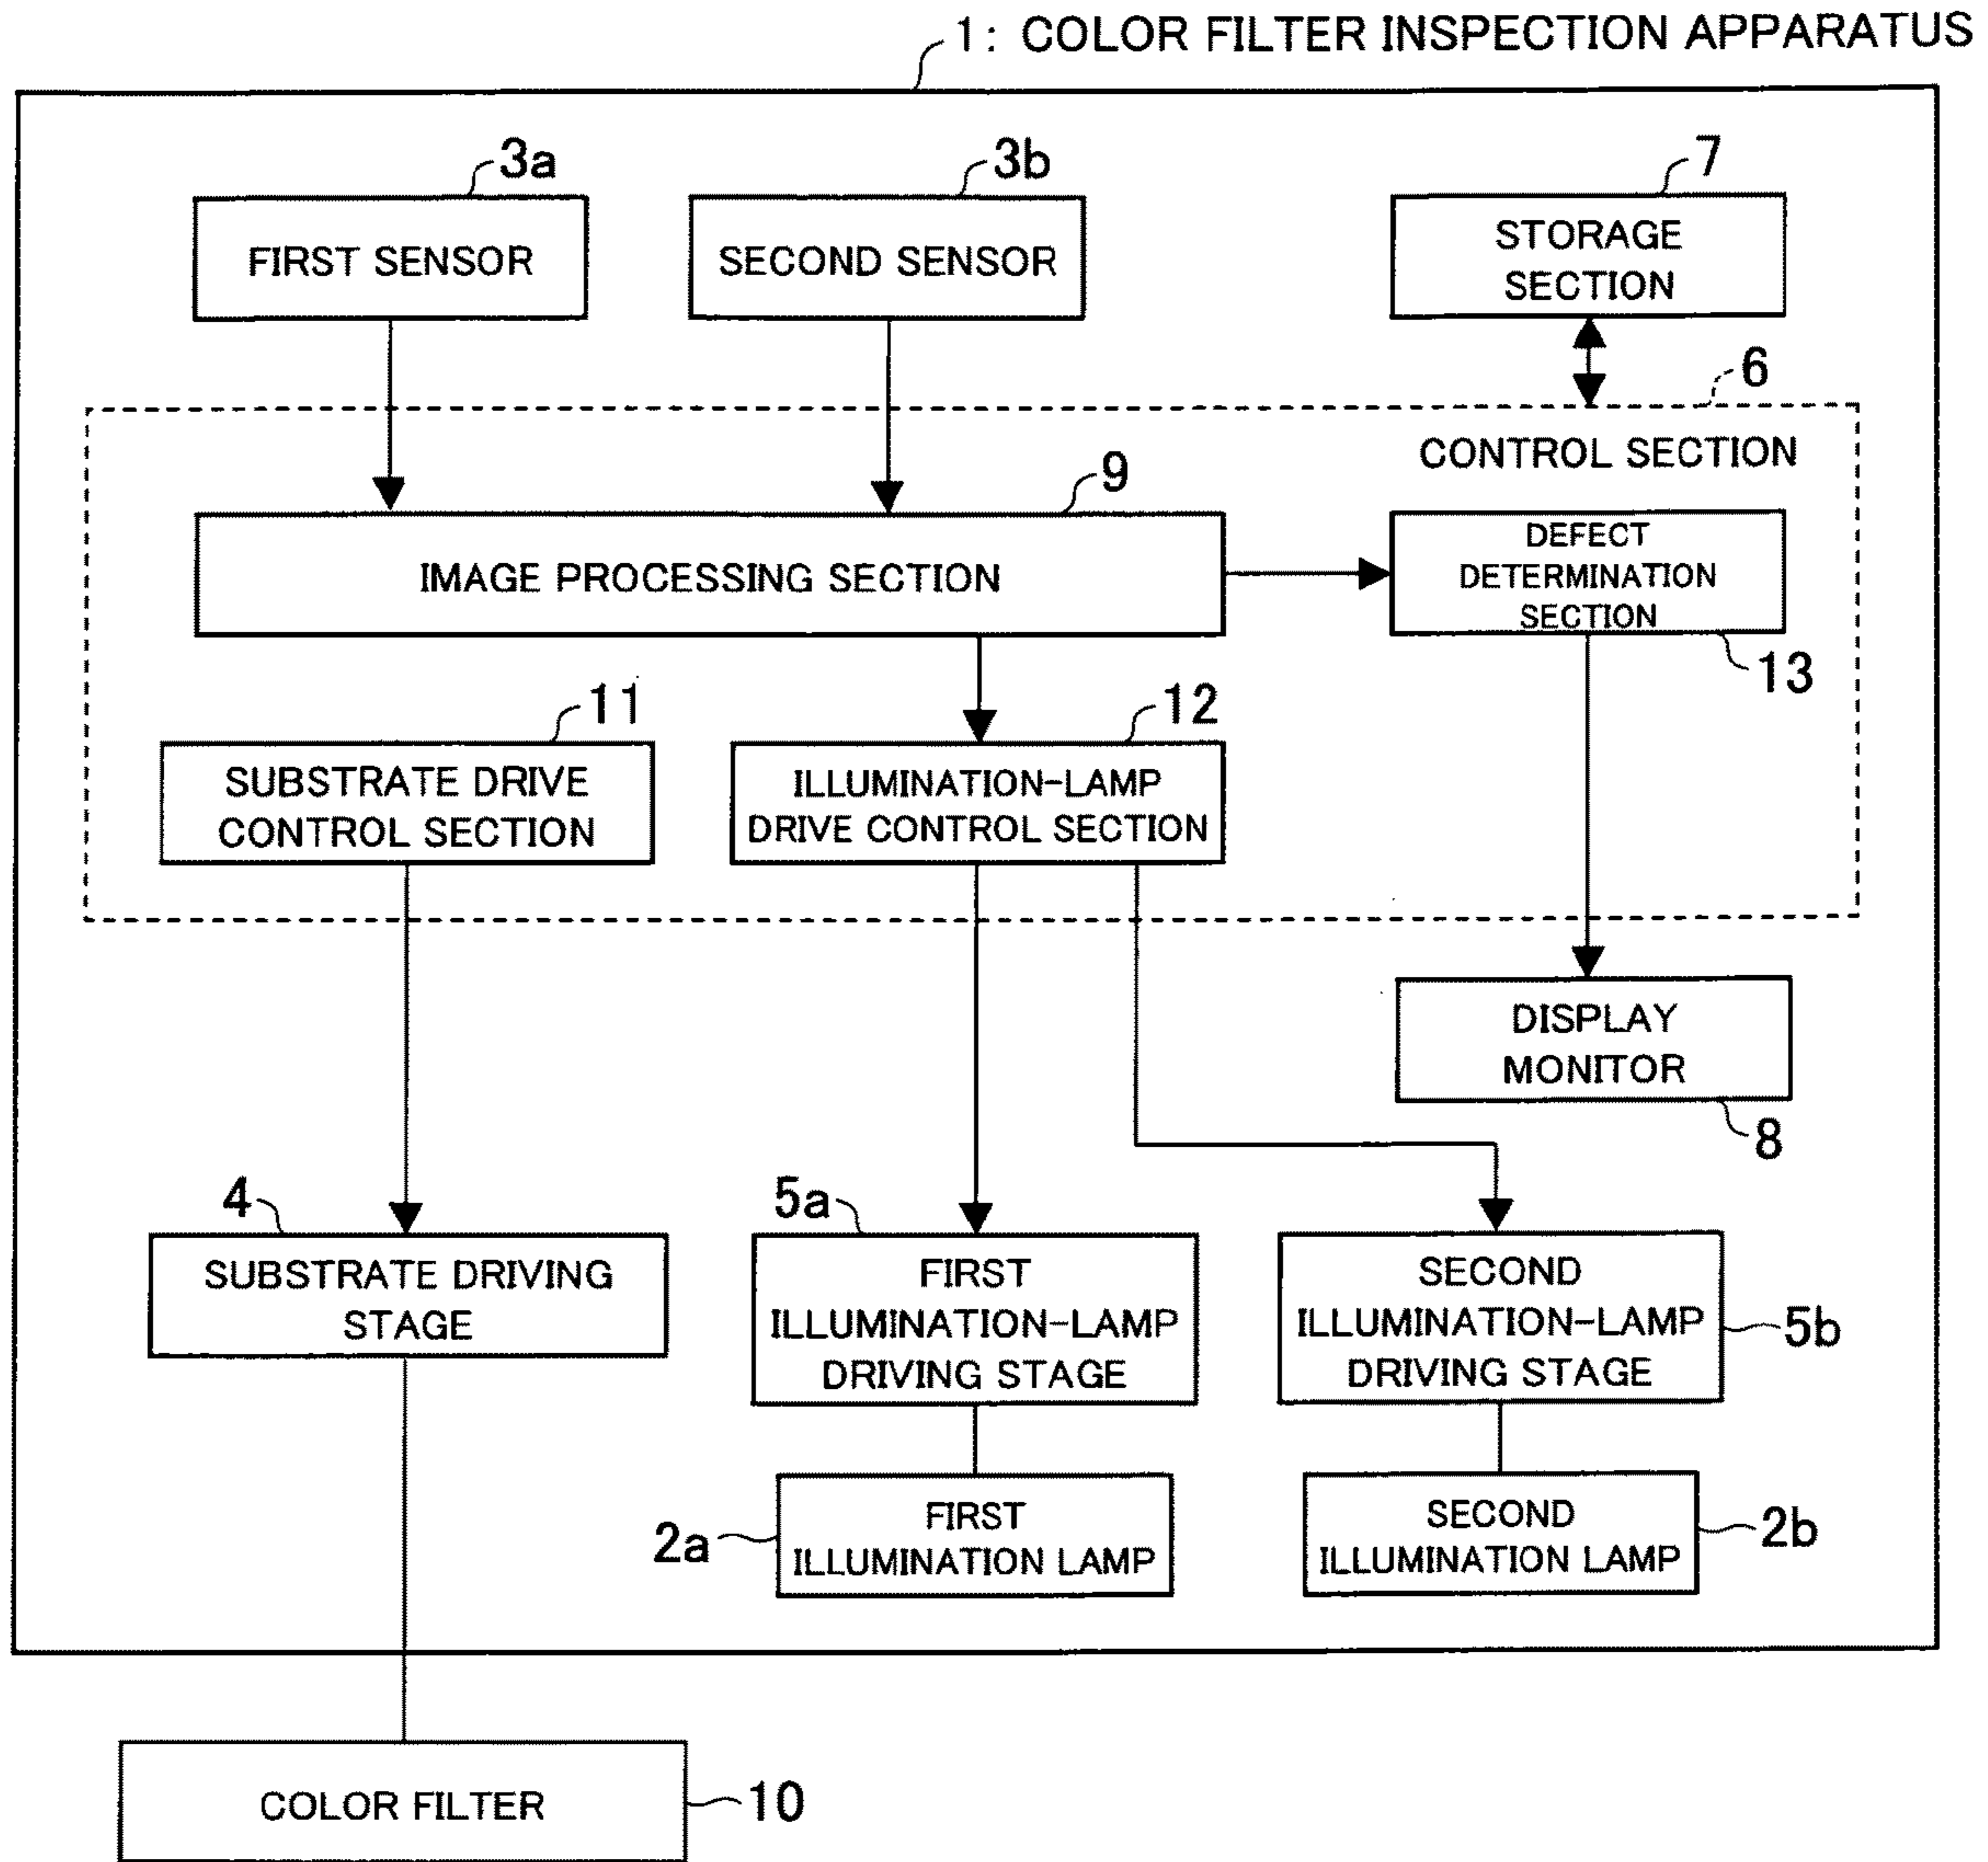 1: COLOR FILTER INSPECTION APPARATUS
3a
3b
7
FIRST SENSOR
SECOND SENSOR
STORAGE
SECTION
6
CONTROL SECTION
9
IMAGE PROCESSING SECTION
DEFECT
DETERMINATION
SECTION
13
11
12
SUBSTRATE DRIVE
CONTROL SECTION
ILLUMINATION-LAMP
DRIVE CONTROL SECTION
DISPLAY
MONITOR
8
4
5a
SUBSTRATE DRIVING
STAGE
FIRST
ILLUMINATION-LAMP
DRIVING STAGE
SECOND
ILLUMINATION-LAMP
DRIVING STAGE
5b
2a
FIRST
ILLUMINATION LAMP
SECOND
ILLUMINATION LAMP
2b
COLOR FILTER
10